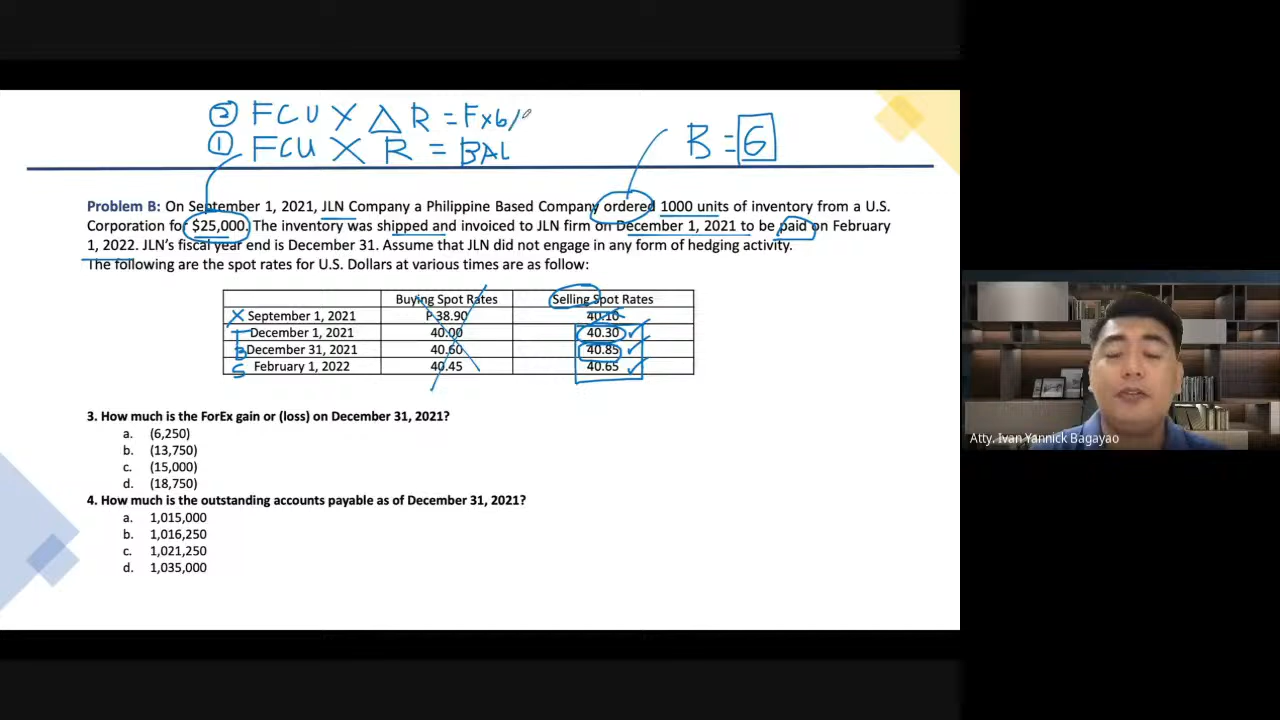 ② FCU X △ R = Fxb/
① FCU X R = BAL
B = 6
Problem B: On September 1, 2021, JLN Company a Philippine Based Company ordered 1000 units of inventory from a U.S.
Corporation for $25,000. The inventory was shipped and invoiced to JLN firm on December 1, 2021 to be paid on February
1, 2022. JLN's fiscal year end is December 31. Assume that JLN did not engage in any form of hedging activity.
The following are the spot rates for U.S. Dollars at various times are as follow:
Buying Spot Rates Selling Spot Rates
X September 1, 2021 P 38.90 40.10
T December 1, 2021 40.00 40.30
B December 31, 2021 40.60 40.85
S February 1, 2022 40.45 40.65
3. How much is the ForEx gain or (loss) on December 31, 2021?
a. (6,250)
b. (13,750)
c. (15,000)
d. (18,750)
4. How much is the outstanding accounts payable as of December 31, 2021?
a. 1,015,000
b. 1,016,250
c. 1,021,250
d. 1,035,000
Atty. Ivan Yannick Bagayao